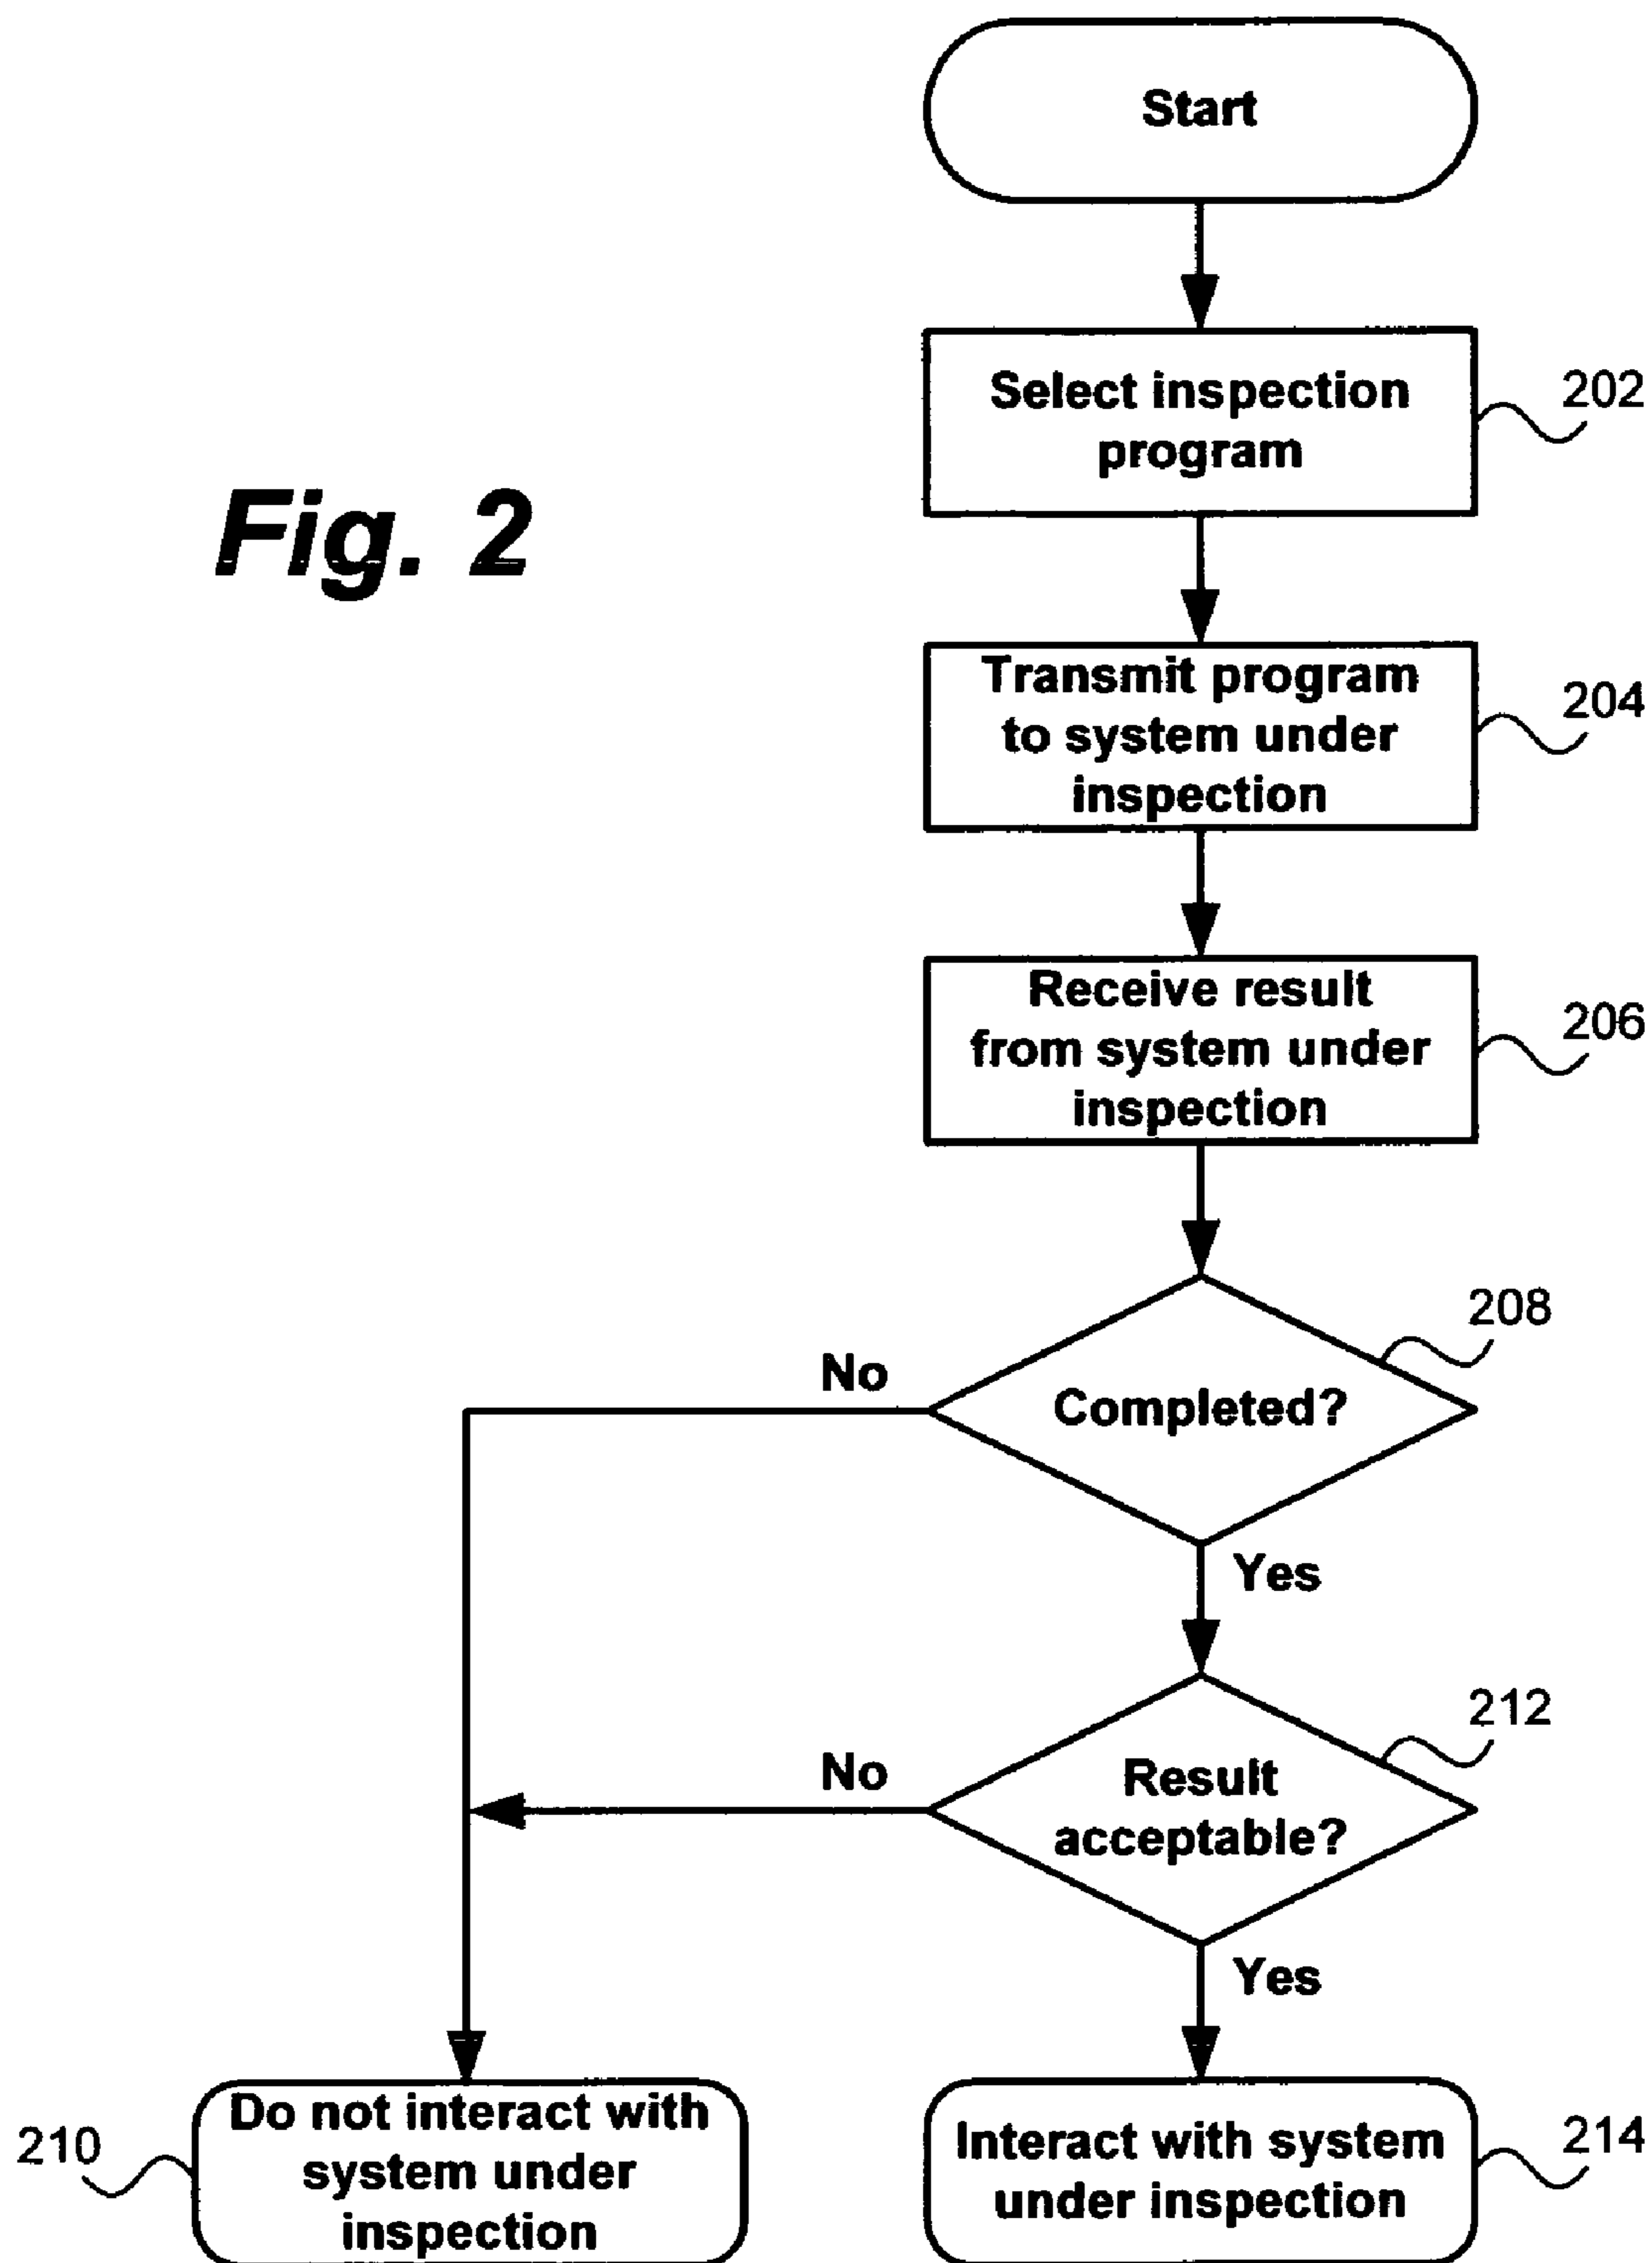 Start
Select inspection
program
202
Fig. 2
Transmit program
to system under
inspection
204
Receive result
from system under
inspection
206
208
No
Completed?
Yes
212
No
Result
acceptable?
Yes
210
Do not interact with
system under
inspection
Interact with system
under inspection
214